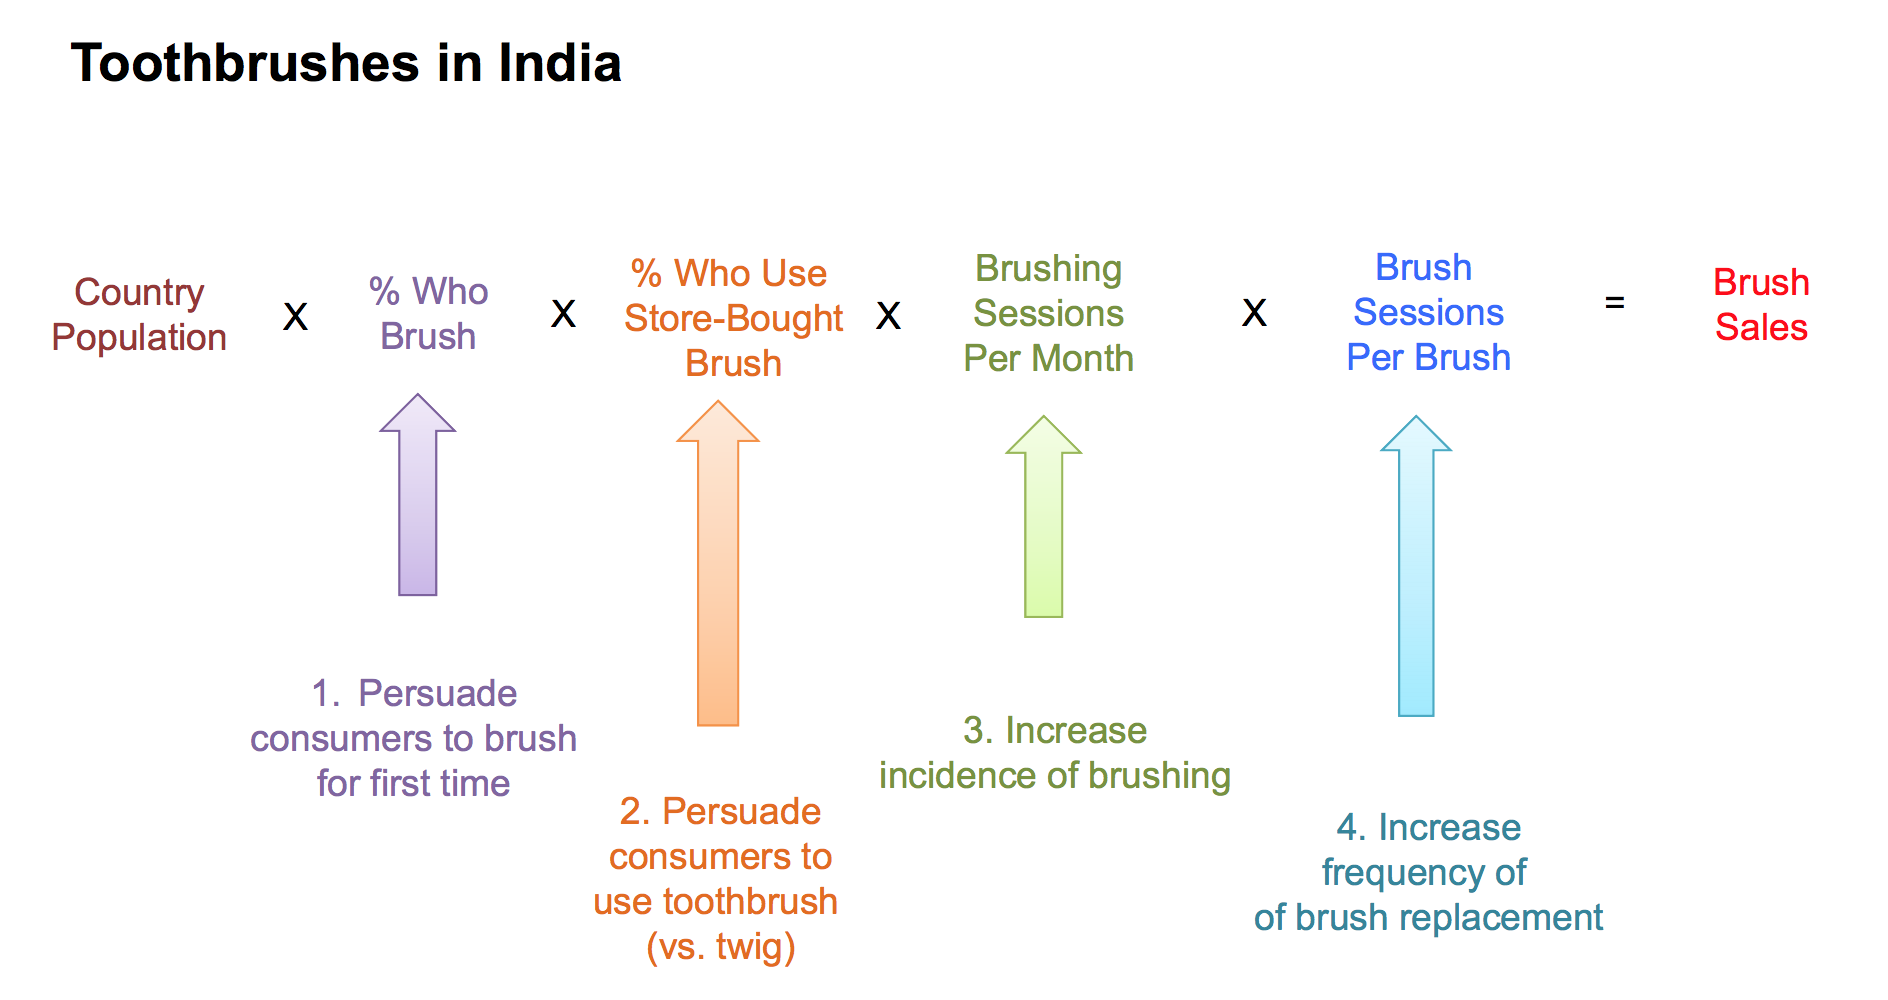 Toothbrushes in India
Country
Population
X
% Who
Brush
X
% Who Use
Store-Bought
Brush
X
Brushing
Sessions
Per Month
X
Brush
Sessions
Per Brush
=
Brush
Sales
1. Persuade
consumers to brush
for first time
2. Persuade
consumers to
use toothbrush
(vs. twig)
3. Increase
incidence of brushing
4. Increase
frequency of
of brush replacement